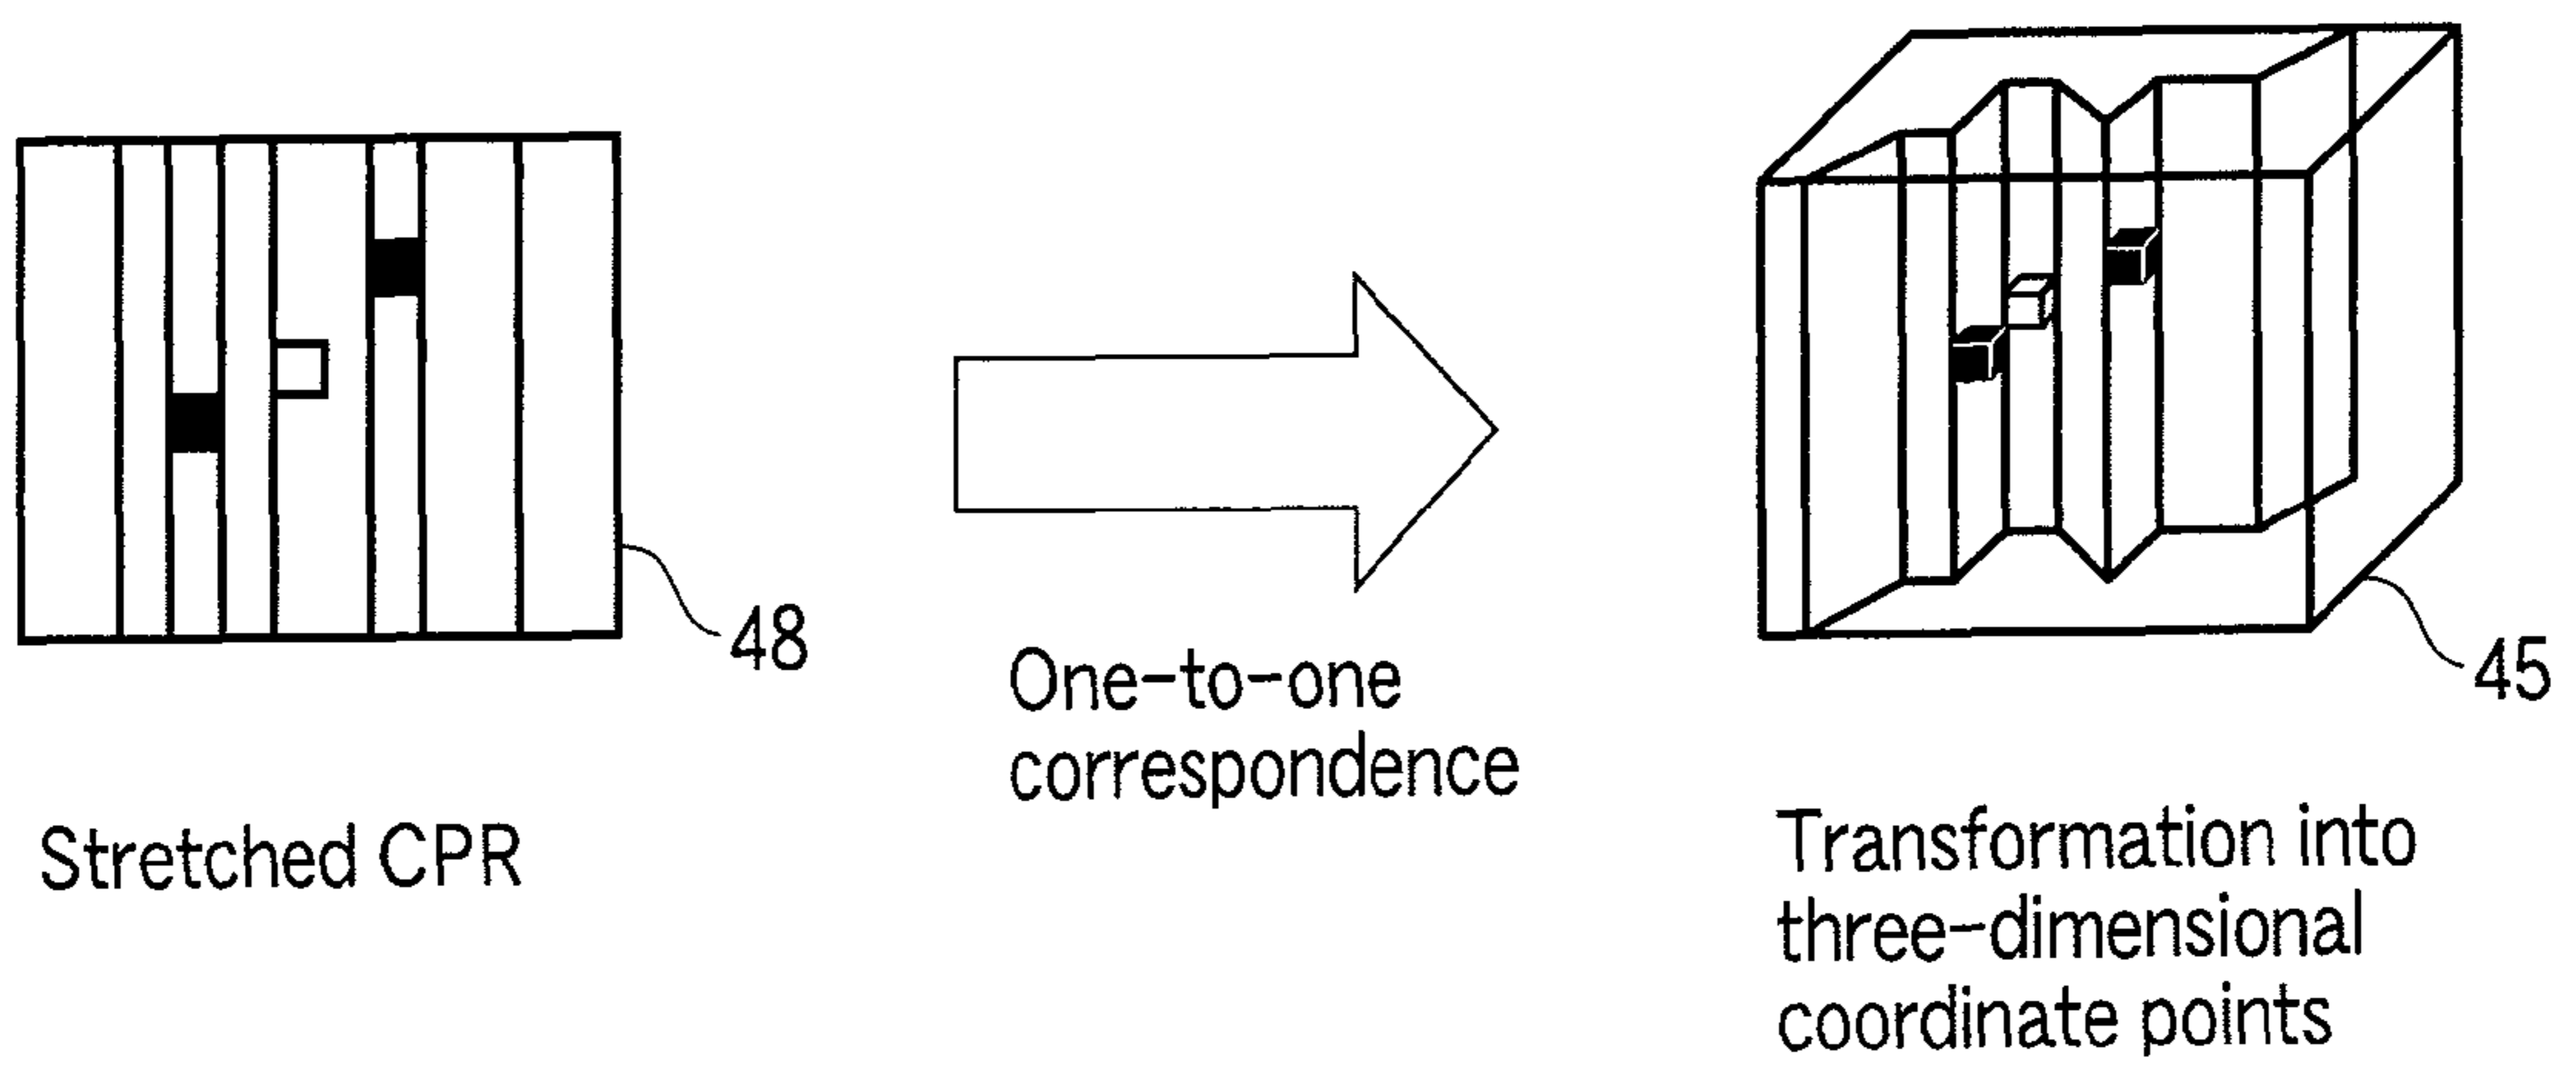 48
Stretched CPR
One-to-one
correspondence
45
Transformation into
three-dimensional
coordinate points